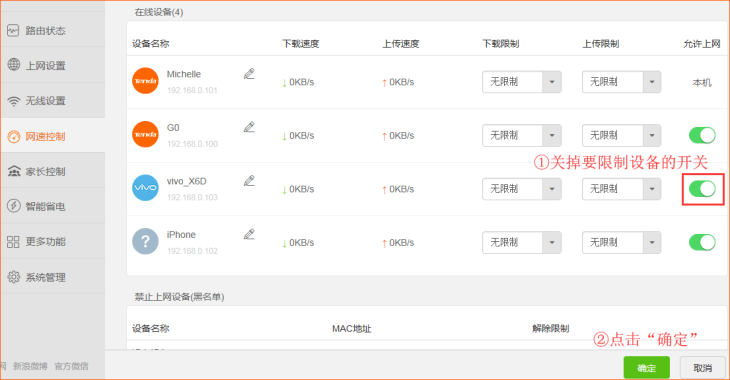 在线设备(4)
路由状态
上网设置
无线设置
网速控制
家长控制
智能省电
更多功能
系统管理
网 新浪微博 官方微信
设备名称 下载速度 上传速度 下载限制 上传限制 允许上网
Tenda Michelle ↓0KB/s ↑0KB/s 无限制 无限制 本机
192.168.0.101
Tenda G0 ↓0KB/s ↑0KB/s 无限制 无限制
192.168.0.100
①关掉要限制设备的开关
vivo vivo_X6D ↓0KB/s ↑0KB/s 无限制 无限制
192.168.0.103
? iPhone ↓0KB/s ↑0KB/s 无限制 无限制
192.168.0.102
禁止上网设备(黑名单)
设备名称 MAC地址 解除限制
②点击“确定”
确定 取消